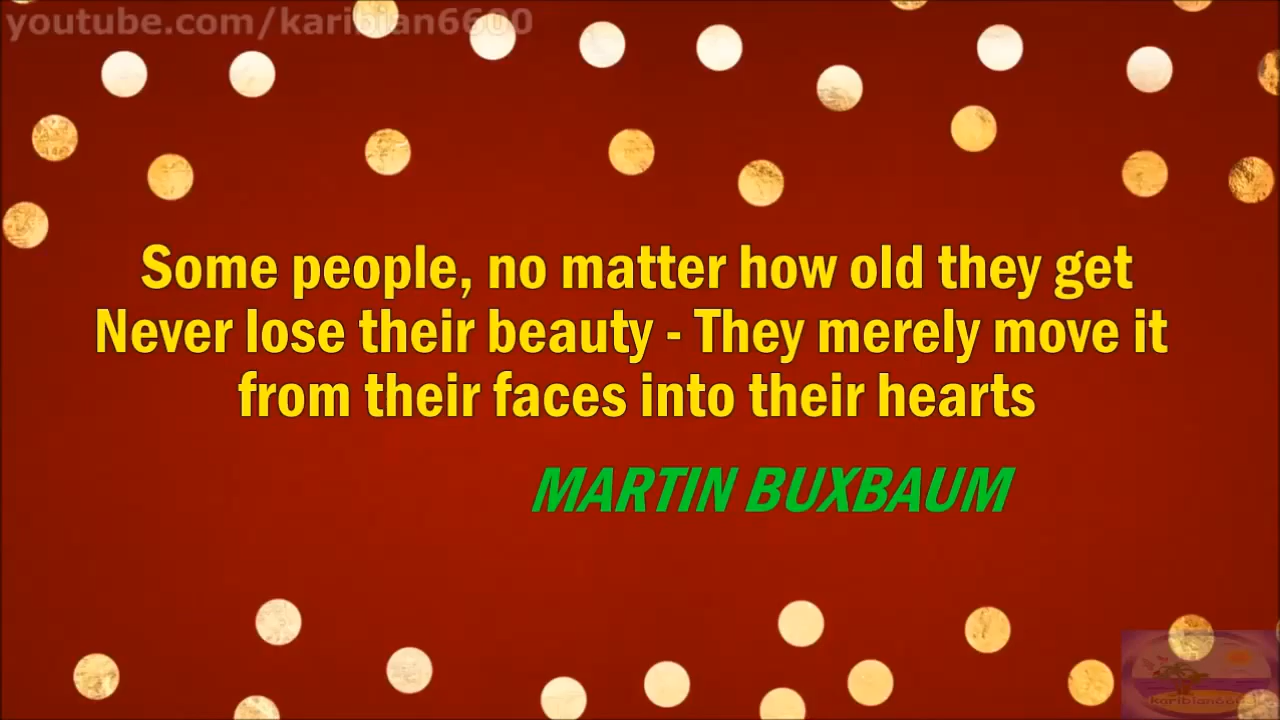 youtube.com/karibian6600
Some people, no matter how old they get
Never lose their beauty - They merely move it
from their faces into their hearts
MARTIN BUXBAUM
karibian6600